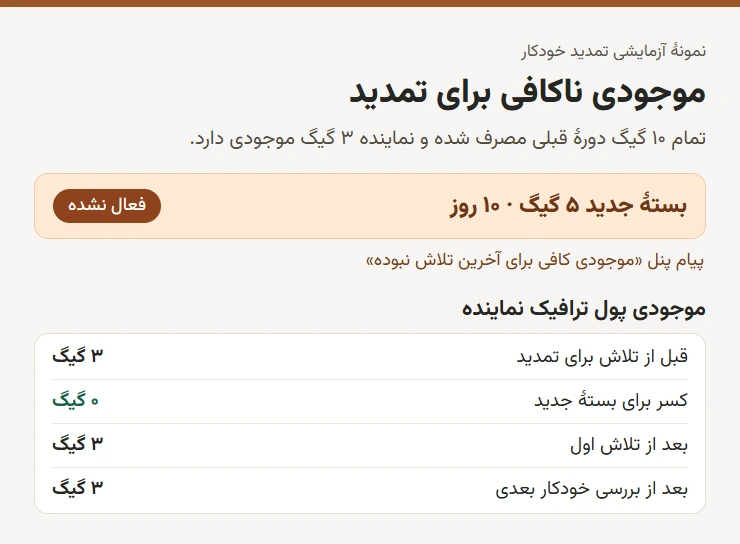 نمونهٔ آزمایشی تمدید خودکار
موجودی ناکافی برای تمدید
تمام ۱۰ گیگ دورهٔ قبلی مصرف شده و نماینده ۳ گیگ موجودی دارد.
بستهٔ جدید ۵ گیگ · ۱۰ روز
فعال نشده
پیام پنل «موجودی کافی برای آخرین تلاش نبوده»
موجودی پول ترافیک نماینده
قبل از تلاش برای تمدید ۳ گیگ
کسر برای بستهٔ جدید ۰ گیگ
بعد از تلاش اول ۳ گیگ
بعد از بررسی خودکار بعدی ۳ گیگ